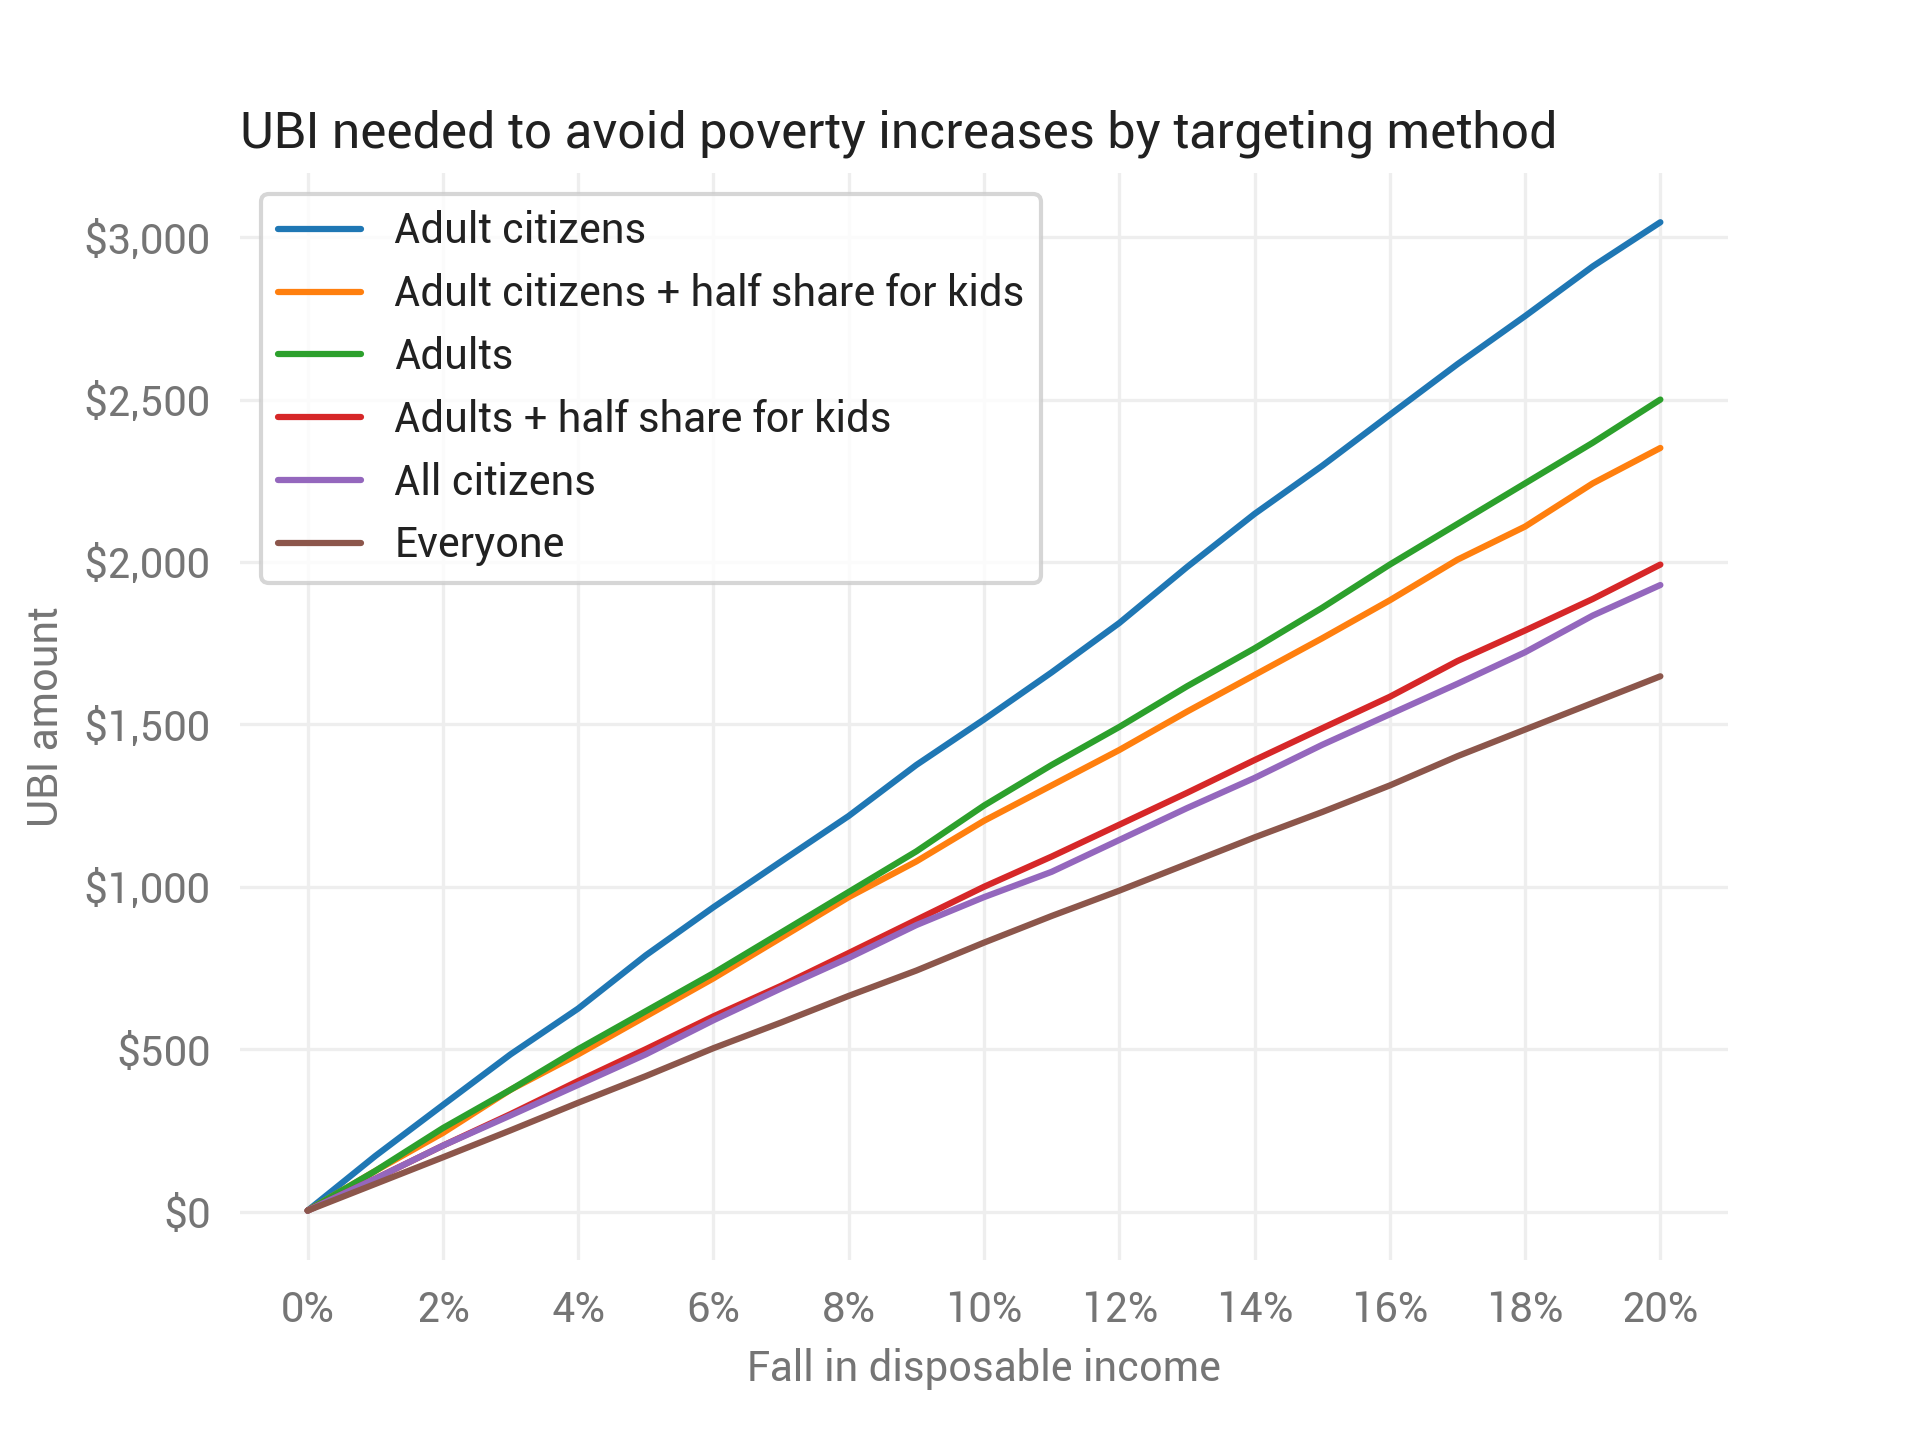 UBI needed to avoid poverty increases by targeting method
Adult citizens
Adult citizens + half share for kids
Adults
Adults + half share for kids
All citizens
Everyone
$3,000
$2,500
$2,000
$1,500
$1,000
$500
$0
UBI amount
0% 2% 4% 6% 8% 10% 12% 14% 16% 18% 20%
Fall in disposable income